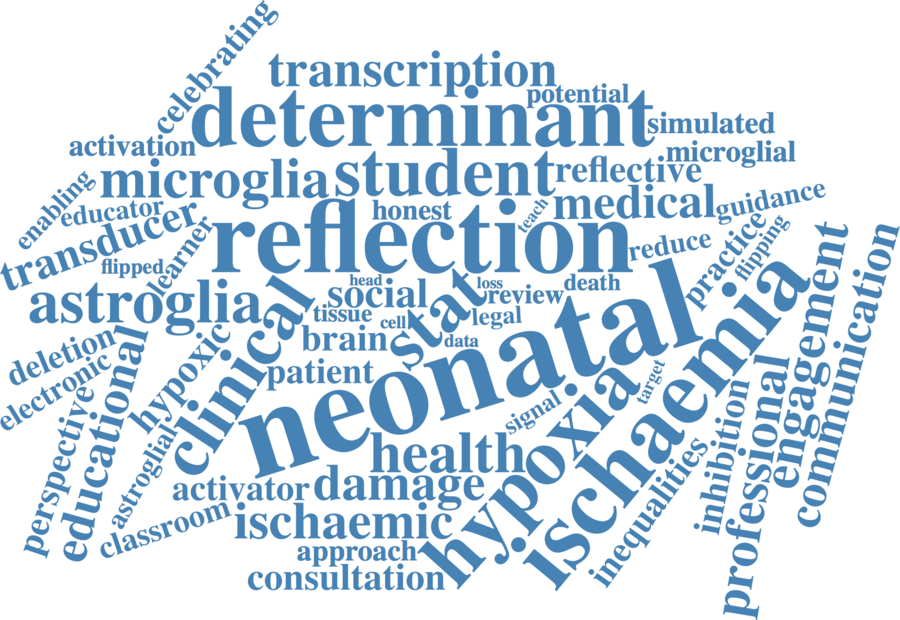 celebrating
transcription
potential
determinant
simulated
activation
microglial
student
reflective
microglia
enabling
educator
honest
teach
medical
guidance
transducer
learner
reflection
reduce
practice
flipping
flipped
head
loss
death
astroglia
social
stat
review
tissue
cell
legal
brain
data
deletion
hypoxic
clinical
patient
neonatal
electronic
target
engagement
communication
perspective
educational
signal
hypoxia
ischaemia
inhibition
professional
astroglial
health
activator
damage
inequalities
classroom
ischaemic
approach
consultation